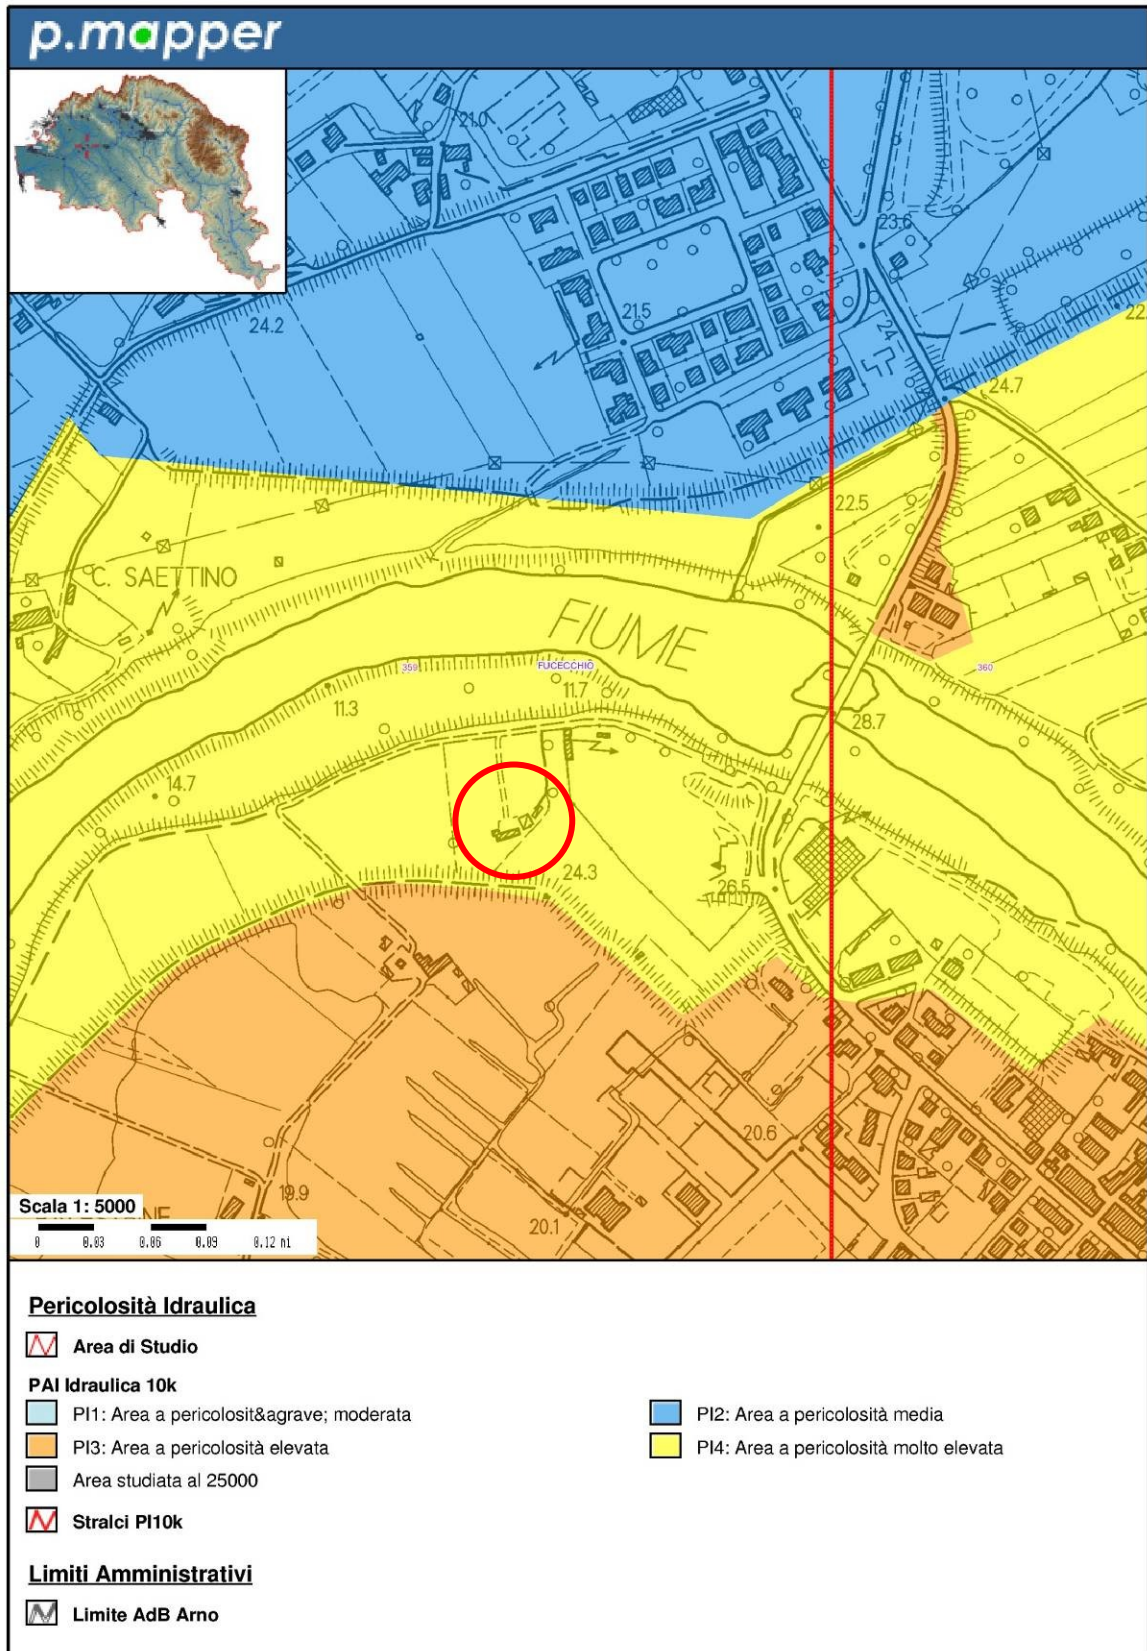 p.mapper
21.0
23.6
24.2
21.5
24
22.
24.7
22.5
C. SAETTINO
FIUME
359
FUCECCHIO
360
11.3
11.7
28.7
14.7
24.3
26.5
20.6
19.9
20.1
Scala 1: 5000
0 0.03 0.06 0.09 0.12 mi
Pericolosità Idraulica
Area di Studio
PAI Idraulica 10k
PI1: Area a pericolosit&agrave; moderata
PI2: Area a pericolosità media
PI3: Area a pericolosità elevata
PI4: Area a pericolosità molto elevata
Area studiata al 25000
Stralci PI10k
Limiti Amministrativi
Limite AdB Arno